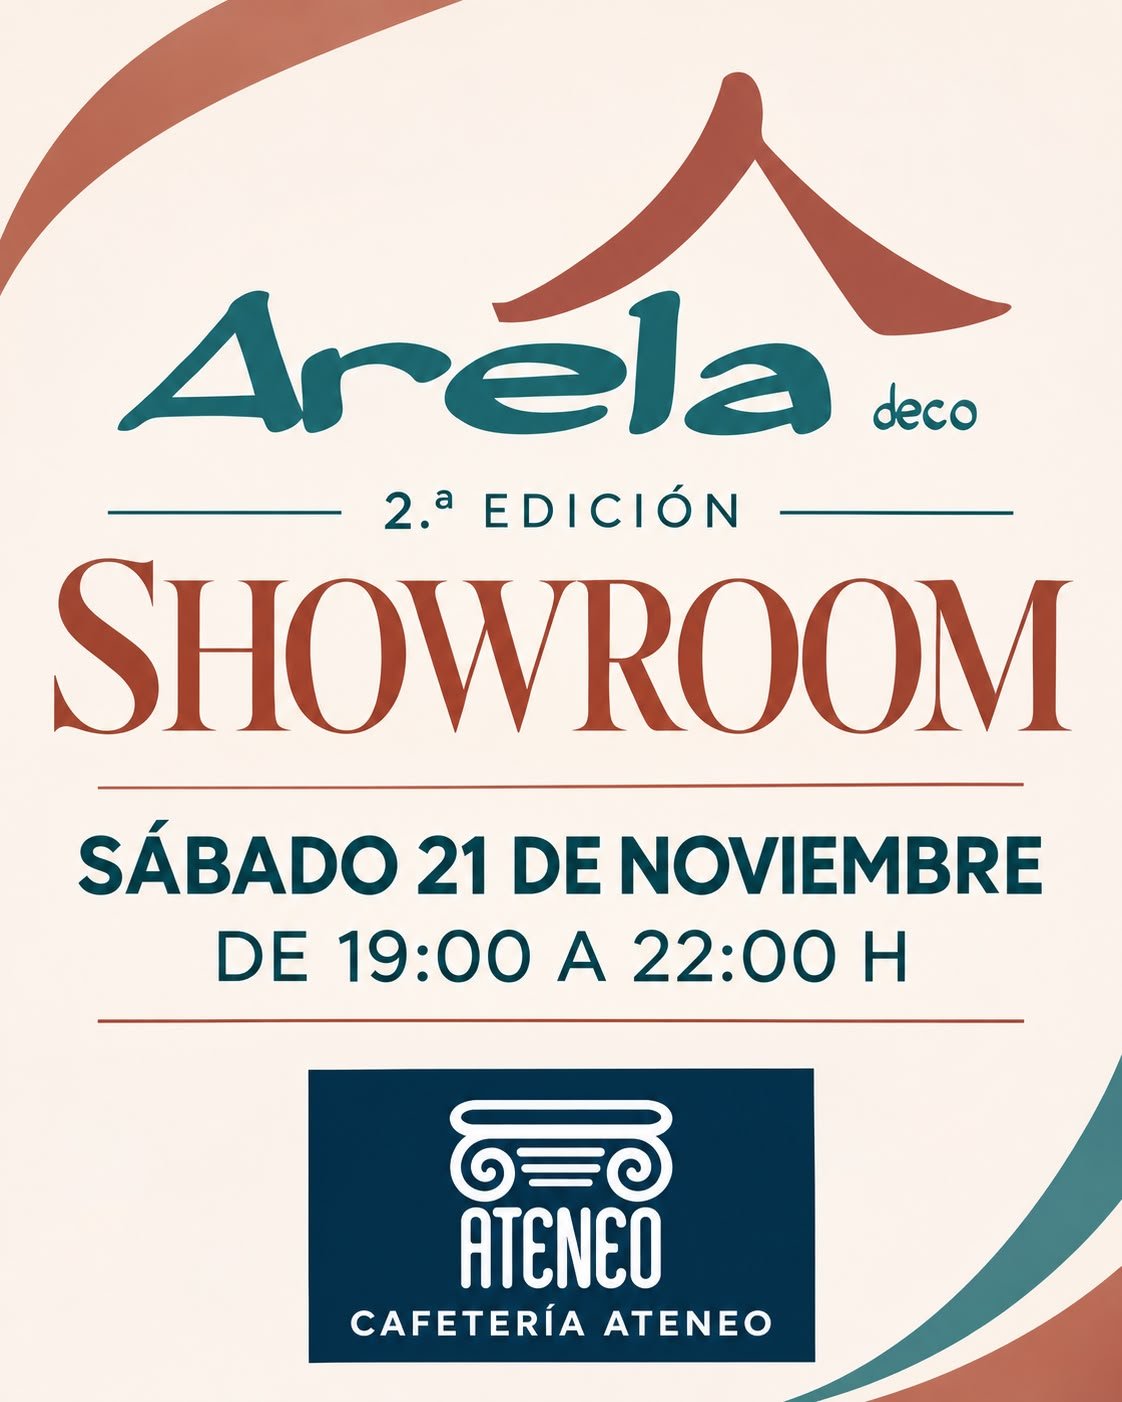 Arela deco
2.ª EDICIÓN
SHOWROOM
SÁBADO 21 DE NOVIEMBRE
DE 19:00 A 22:00 H
ATENEO
CAFETERÍA ATENEO